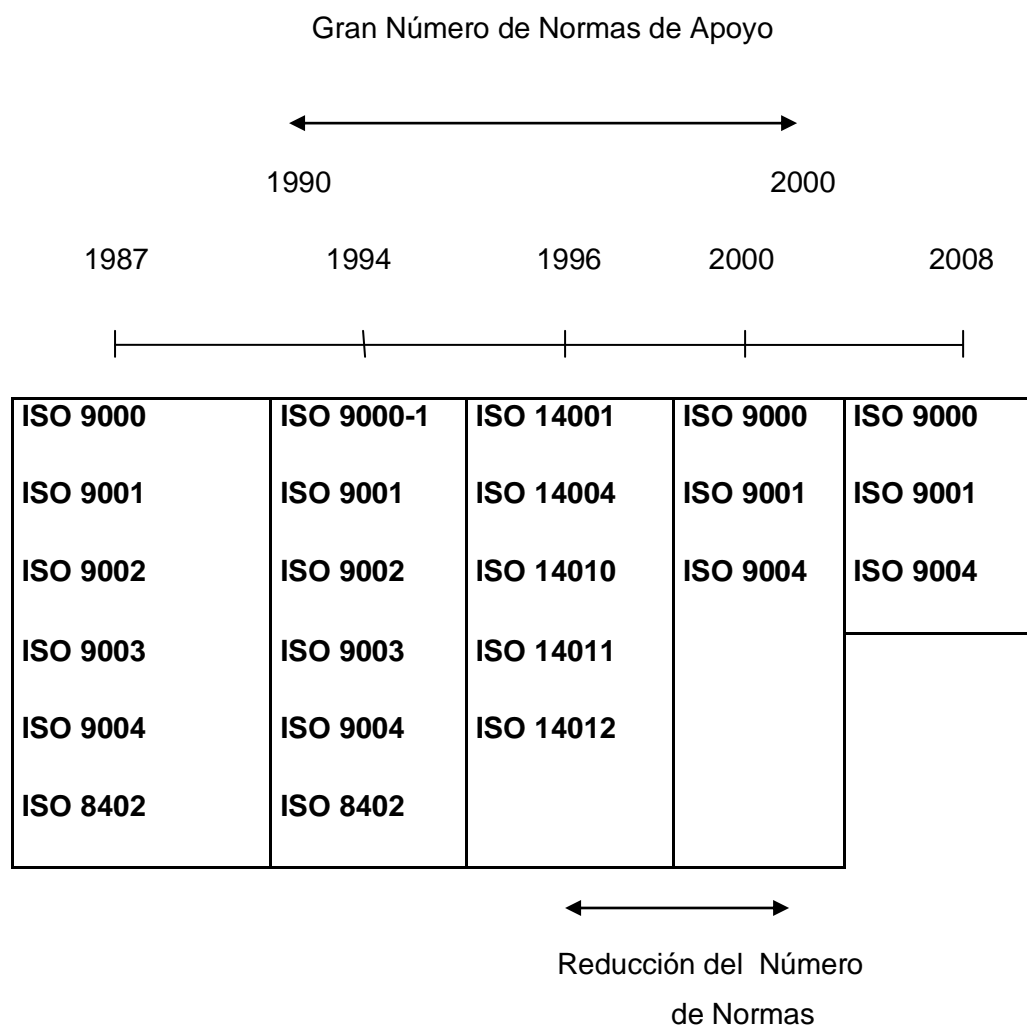 Gran Número de Normas de Apoyo
1990 2000
1987 1994 1996 2000 2008
ISO 9000 ISO 9000-1 ISO 14001 ISO 9000 ISO 9000
ISO 9001 ISO 9001 ISO 14004 ISO 9001 ISO 9001
ISO 9002 ISO 9002 ISO 14010 ISO 9004 ISO 9004
ISO 9003 ISO 9003 ISO 14011
ISO 9004 ISO 9004 ISO 14012
ISO 8402 ISO 8402
Reducción del Número
de Normas